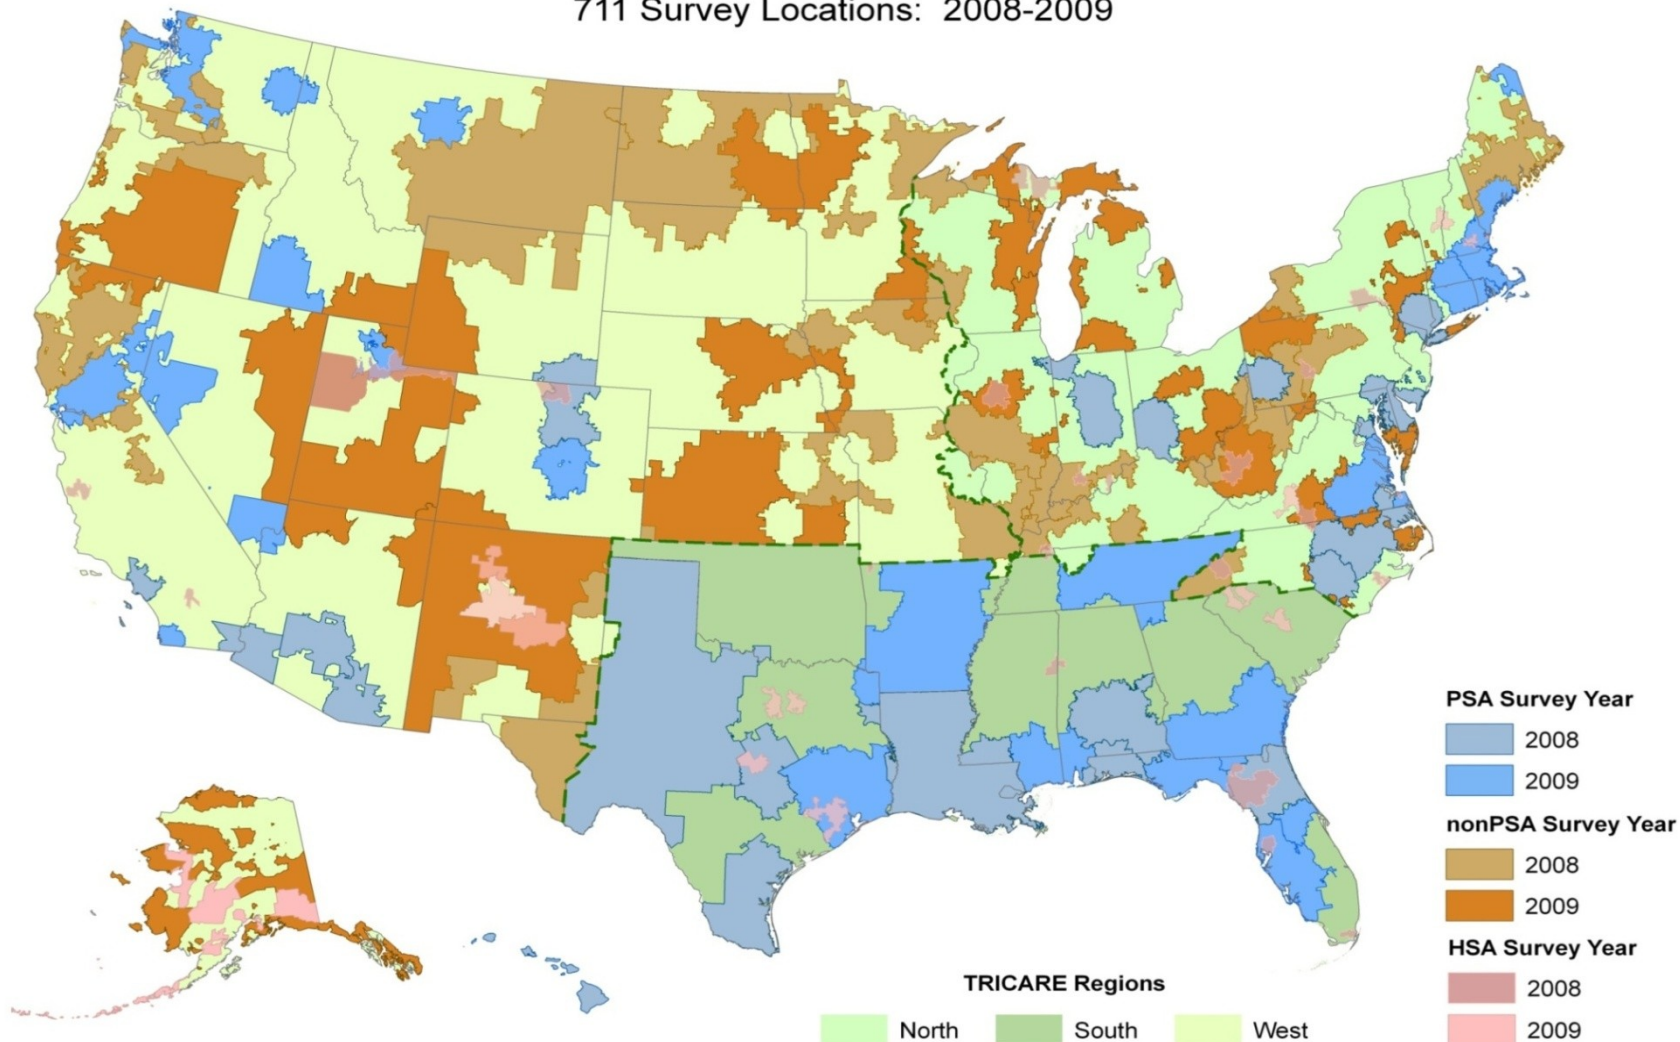 711 Survey Locations: 2008-2009
PSA Survey Year
2008
2009
nonPSA Survey Year
2008
2009
HSA Survey Year
2008
2009
TRICARE Regions
North South West